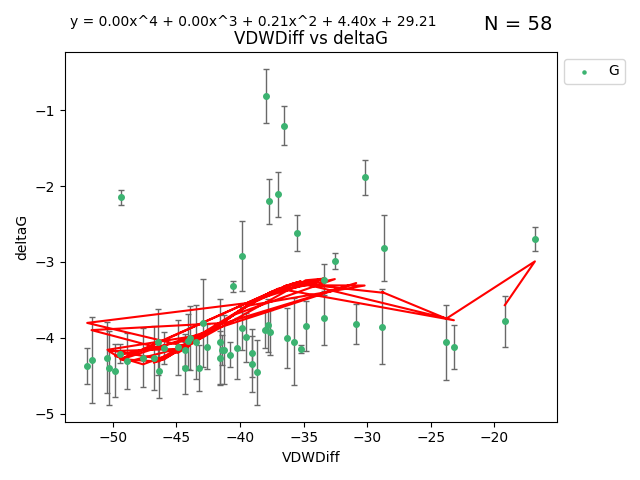 y = 0.00x^4 + 0.00x^3 + 0.21x^2 + 4.40x + 29.21
N = 58
VDWDiff vs deltaG
G
−1
−2
−3
−4
−5
deltaG
−50
−45
−40
−35
−30
−25
−20
VDWDiff